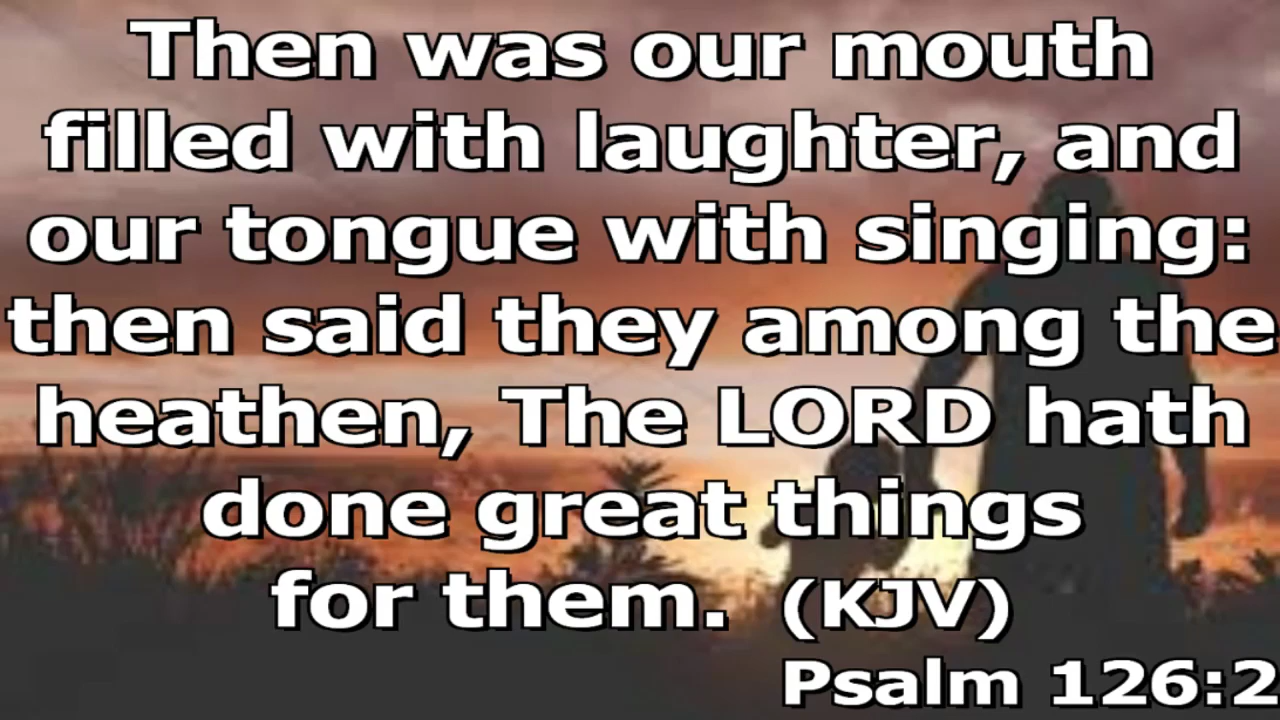 Then was our mouth
filled with laughter, and
our tongue with singing:
then said they among the
heathen, The LORD hath
done great things
for them. (KJV)
Psalm 126:2